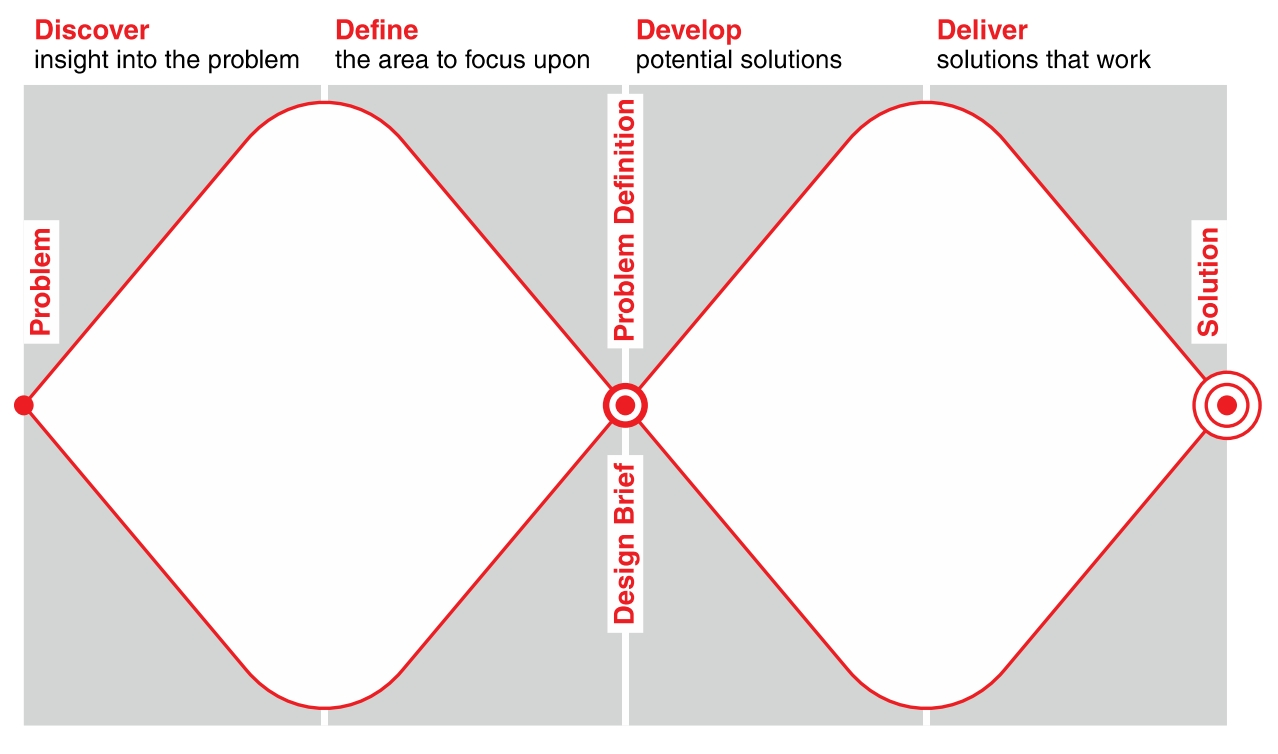 Discover
insight into the problem
Define
the area to focus upon
Develop
potential solutions
Deliver
solutions that work
Problem
Problem Definition
Design Brief
Solution